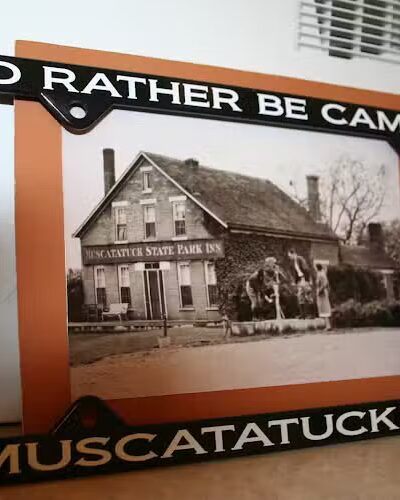 D RATHER BE CAM
MUSCATATUCK STATE PARK INN
MUSCATATUCK